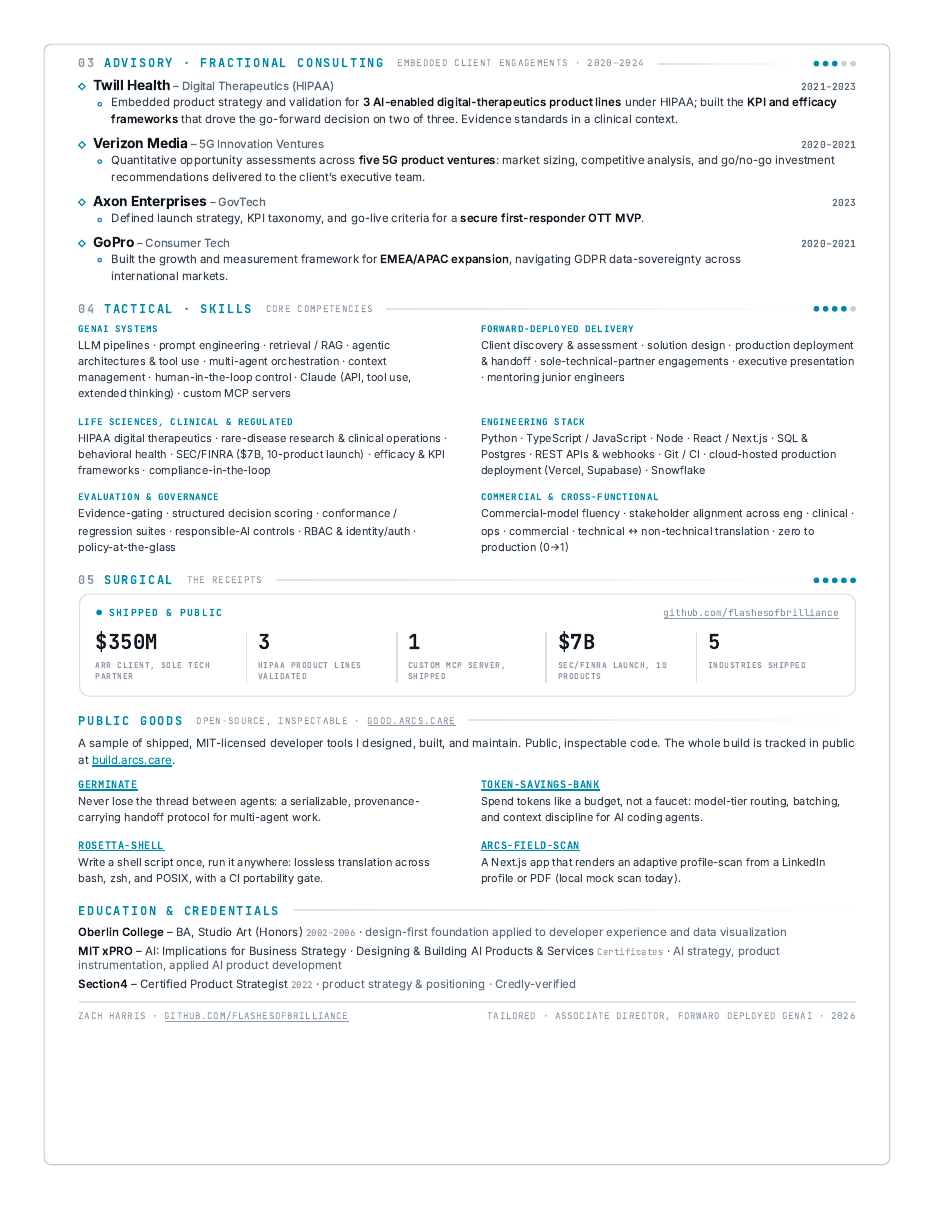 03 ADVISORY · FRACTIONAL CONSULTING EMBEDDED CLIENT ENGAGEMENTS · 2020–2024
Twill Health – Digital Therapeutics (HIPAA) 2021–2023
Embedded product strategy and validation for 3 AI-enabled digital-therapeutics product lines under HIPAA; built the KPI and efficacy
frameworks that drove the go-forward decision on two of three. Evidence standards in a clinical context.
Verizon Media – 5G Innovation Ventures 2020–2021
Quantitative opportunity assessments across five 5G product ventures: market sizing, competitive analysis, and go/no-go investment
recommendations delivered to the client’s executive team.
Axon Enterprises – GovTech 2023
Defined launch strategy, KPI taxonomy, and go-live criteria for a secure first-responder OTT MVP.
GoPro – Consumer Tech 2020–2021
Built the growth and measurement framework for EMEA/APAC expansion, navigating GDPR data-sovereignty across
international markets.
04 TACTICAL · SKILLS CORE COMPETENCIES
GENAI SYSTEMS
LLM pipelines · prompt engineering · retrieval / RAG · agentic
architectures & tool use · multi-agent orchestration · context
management · human-in-the-loop control · Claude (API, tool use,
extended thinking) · custom MCP servers
FORWARD-DEPLOYED DELIVERY
Client discovery & assessment · solution design · production deployment
& handoff · sole-technical-partner engagements · executive presentation
· mentoring junior engineers
LIFE SCIENCES, CLINICAL & REGULATED
HIPAA digital therapeutics · rare-disease research & clinical operations ·
behavioral health · SEC/FINRA ($7B, 10-product launch) · efficacy & KPI
frameworks · compliance-in-the-loop
ENGINEERING STACK
Python · TypeScript / JavaScript · Node · React / Next.js · SQL &
Postgres · REST APIs & webhooks · Git / CI · cloud-hosted production
deployment (Vercel, Supabase) · Snowflake
EVALUATION & GOVERNANCE
Evidence-gating · structured decision scoring · conformance /
regression suites · responsible-AI controls · RBAC & identity/auth ·
policy-at-the-glass
COMMERCIAL & CROSS-FUNCTIONAL
Commercial-model fluency · stakeholder alignment across eng · clinical ·
ops · commercial · technical ↔ non-technical translation · zero to
production (0→1)
05 SURGICAL THE RECEIPTS
SHIPPED & PUBLIC github.com/flashesofbrilliance
$350M 3 1 $7B 5
ARR CLIENT, SOLE TECH PARTNER
HIPAA PRODUCT LINES VALIDATED
CUSTOM MCP SERVER, SHIPPED
SEC/FINRA LAUNCH, 10 PRODUCTS
INDUSTRIES SHIPPED
PUBLIC GOODS OPEN-SOURCE, INSPECTABLE · GOOD.ARCS.CARE
A sample of shipped, MIT-licensed developer tools I designed, built, and maintain. Public, inspectable code. The whole build is tracked in public
at build.arcs.care.
GERMINATE
Never lose the thread between agents: a serializable, provenance-
carrying handoff protocol for multi-agent work.
TOKEN-SAVINGS-BANK
Spend tokens like a budget, not a faucet: model-tier routing, batching,
and context discipline for AI coding agents.
ROSETTA-SHELL
Write a shell script once, run it anywhere: lossless translation across
bash, zsh, and POSIX, with a CI portability gate.
ARCS-FIELD-SCAN
A Next.js app that renders an adaptive profile-scan from a LinkedIn
profile or PDF (local mock scan today).
EDUCATION & CREDENTIALS
Oberlin College – BA, Studio Art (Honors) 2002–2006 · design-first foundation applied to developer experience and data visualization
MIT xPRO – AI: Implications for Business Strategy · Designing & Building AI Products & Services Certificates · AI strategy, product
instrumentation, applied AI product development
Section4 – Certified Product Strategist 2022 · product strategy & positioning · Credly-verified
ZACH HARRIS · GITHUB.COM/FLASHESOFBRILLIANCE TAILORED · ASSOCIATE DIRECTOR, FORWARD DEPLOYED GENAI · 2026